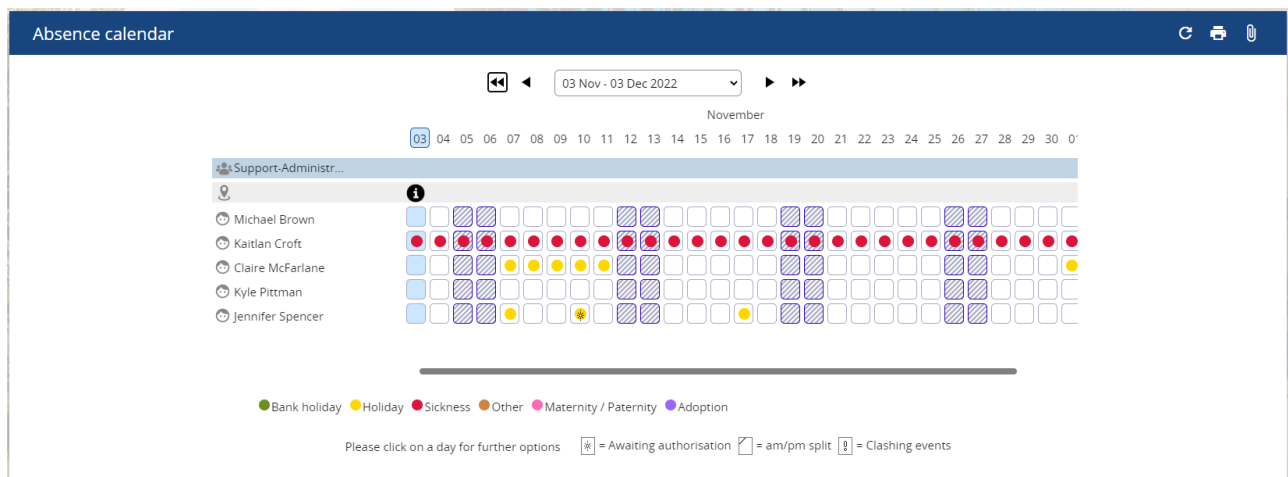 Absence calendar
03 Nov - 03 Dec 2022
November
03 04 05 06 07 08 09 10 11 12 13 14 15 16 17 18 19 20 21 22 23 24 25 26 27 28 29 30 01
Support-Administr...
Michael Brown
Kaitlan Croft
Claire McFarlane
Kyle Pittman
Jennifer Spencer
Bank holiday Holiday Sickness Other Maternity / Paternity Adoption
Please click on a day for further options = Awaiting authorisation = am/pm split = Clashing events